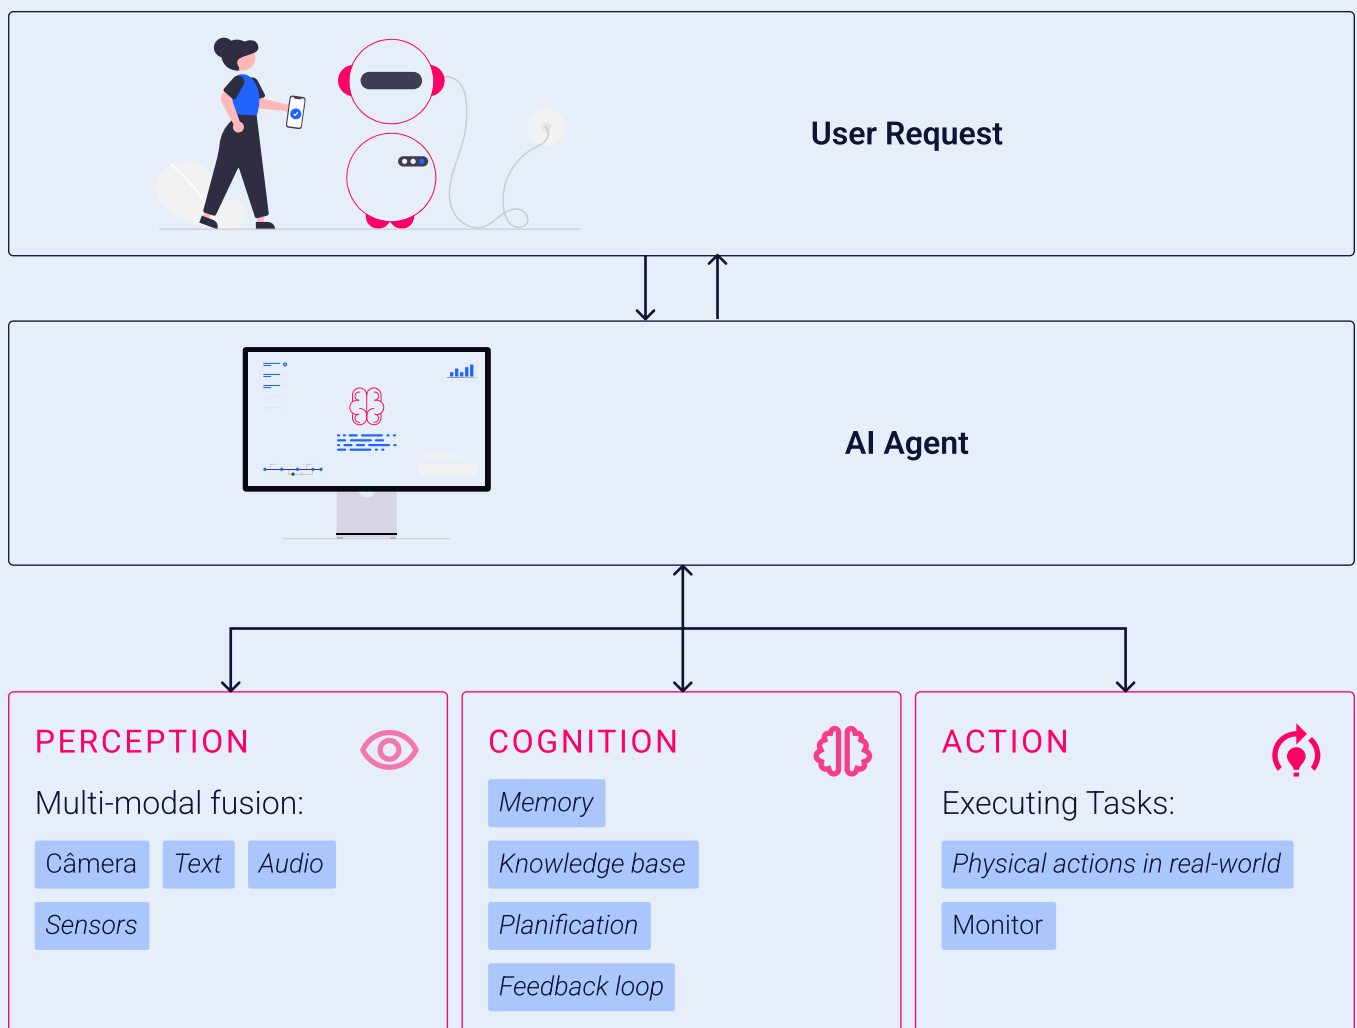 User Request
AI Agent
PERCEPTION
Multi-modal fusion:
Câmera Text Audio
Sensors
COGNITION
Memory
Knowledge base
Planification
Feedback loop
ACTION
Executing Tasks:
Physical actions in real-world
Monitor